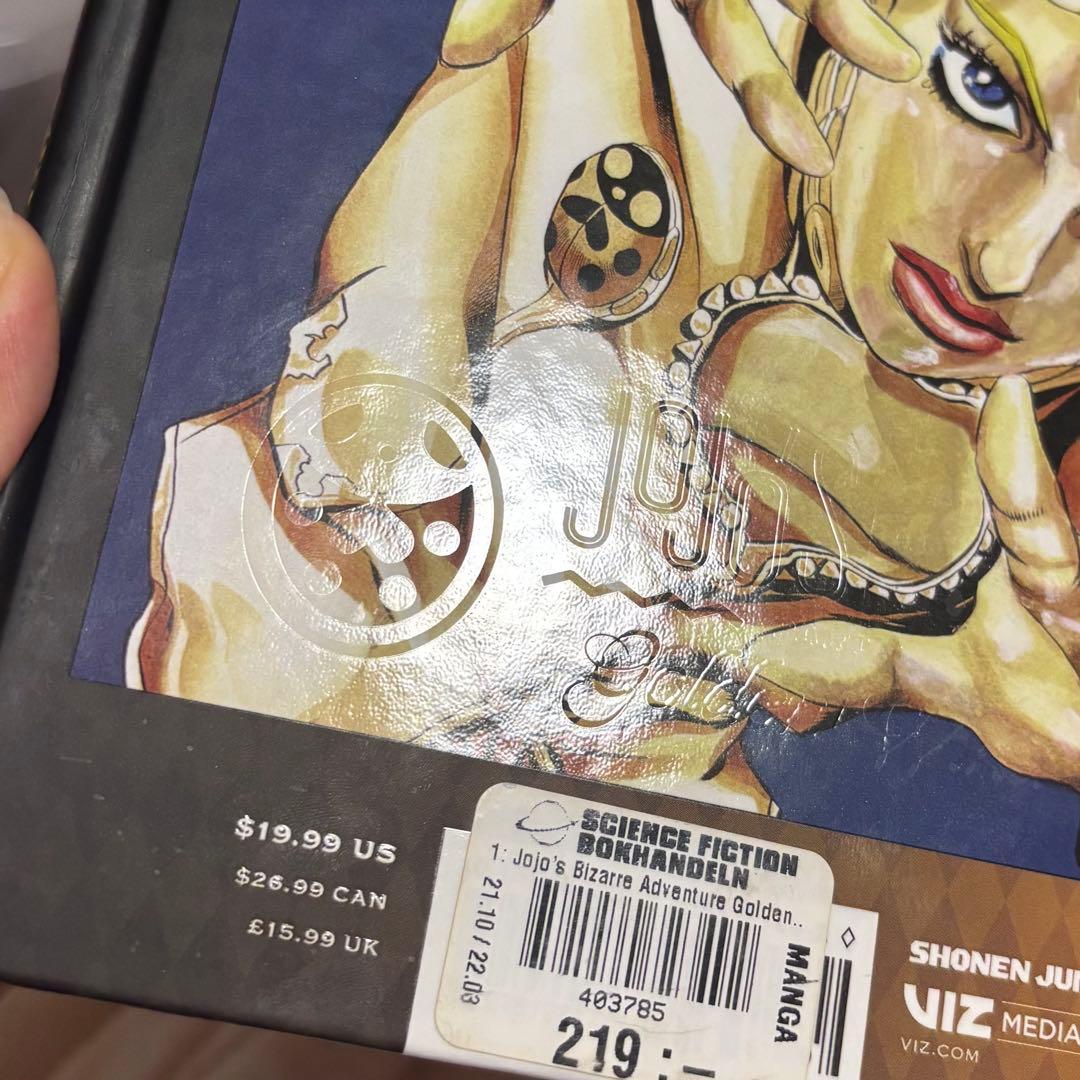 JoJo's
Gold
$19.99 US
$26.99 CAN
£15.99 UK
SCIENCE FICTION
BOKHANDELN
1: Jojo's Bizarre Adventure Golden..
21.10 / 22.03
403785
MANGA
219:-
SHONEN JU
VIZ MEDIA
VIZ.COM